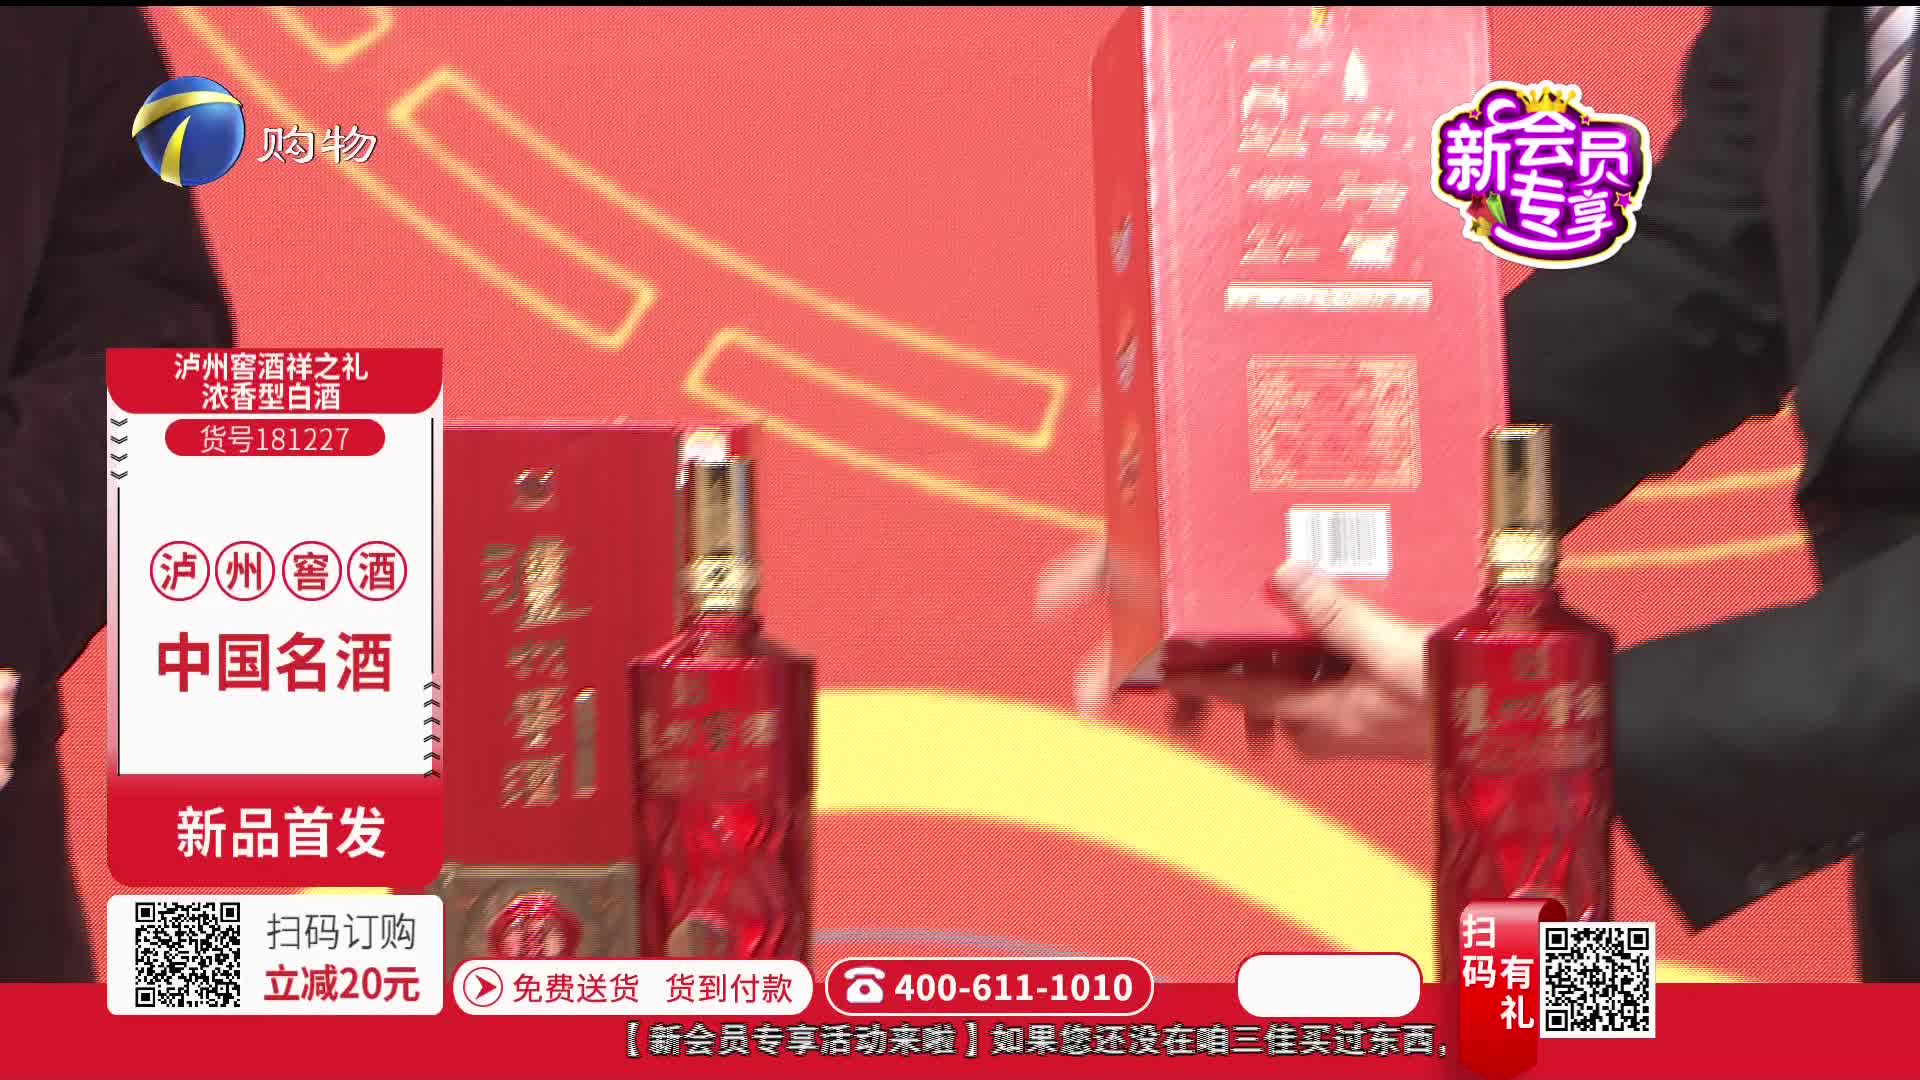 购物
新会员
专享
泸州窖酒祥之礼
浓香型白酒
货号181227
泸州窖酒
中国名酒
新品首发
扫码订购
立减20元
泸州窖酒
免费送货 货到付款
400-611-1010
扫码有礼
【新会员专享活动来啦】如果您还没在咱三佳买过东西，